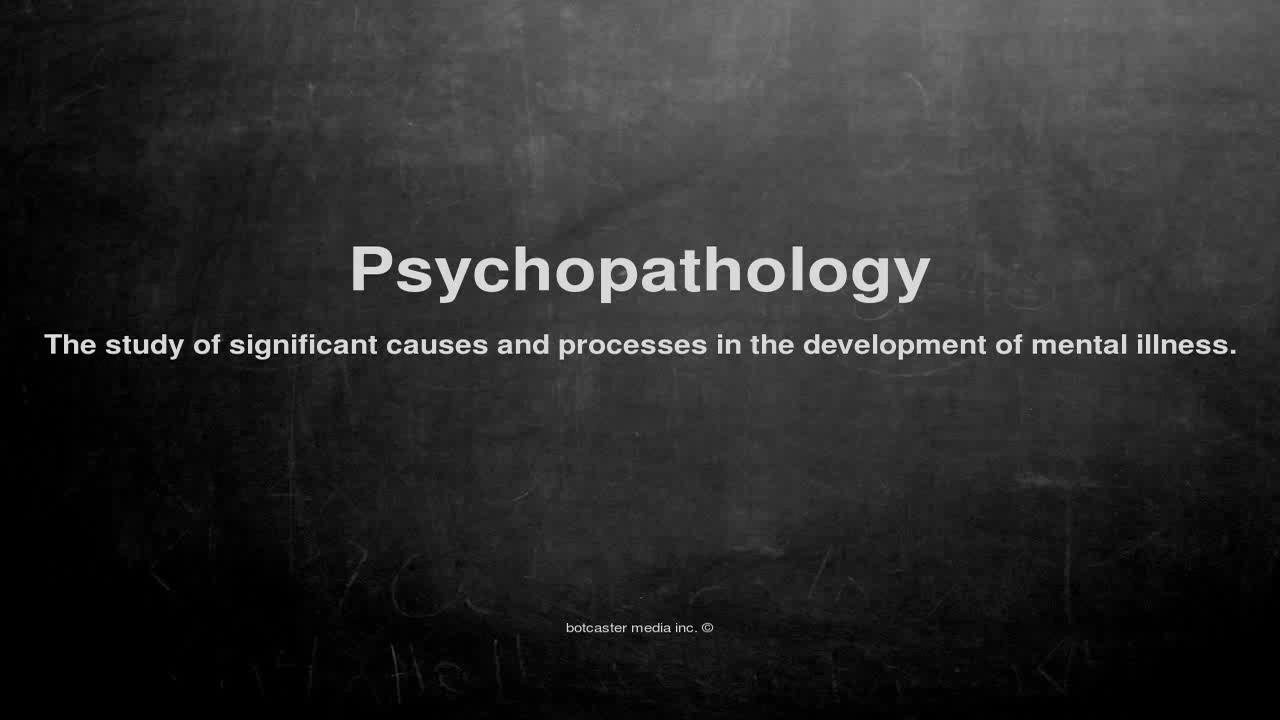 Psychopathology
The study of significant causes and processes in the development of mental illness.
botcaster media inc. ©